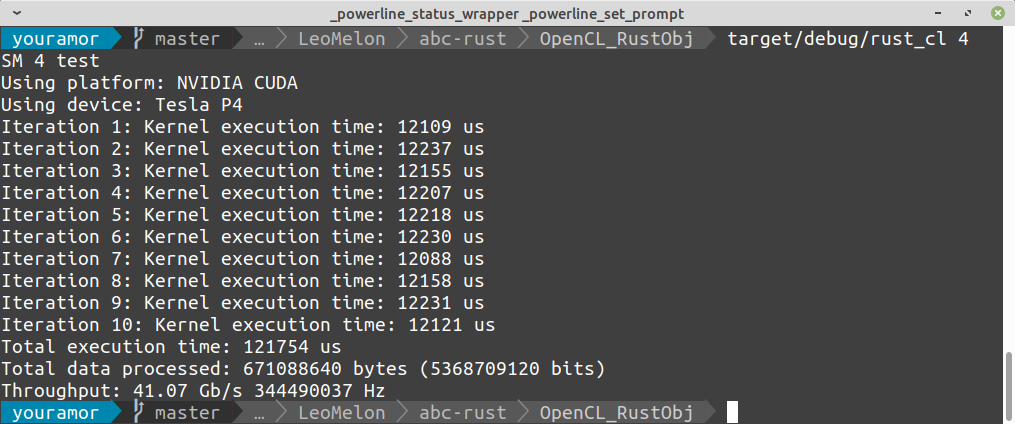 _powerline_status_wrapper _powerline_set_prompt
youramor master … LeoMelon abc-rust OpenCL_RustObj target/debug/rust_cl 4
SM 4 test
Using platform: NVIDIA CUDA
Using device: Tesla P4
Iteration 1: Kernel execution time: 12109 us
Iteration 2: Kernel execution time: 12237 us
Iteration 3: Kernel execution time: 12155 us
Iteration 4: Kernel execution time: 12207 us
Iteration 5: Kernel execution time: 12218 us
Iteration 6: Kernel execution time: 12230 us
Iteration 7: Kernel execution time: 12088 us
Iteration 8: Kernel execution time: 12158 us
Iteration 9: Kernel execution time: 12231 us
Iteration 10: Kernel execution time: 12121 us
Total execution time: 121754 us
Total data processed: 671088640 bytes (5368709120 bits)
Throughput: 41.07 Gb/s 344490037 Hz
youramor master … LeoMelon abc-rust OpenCL_RustObj